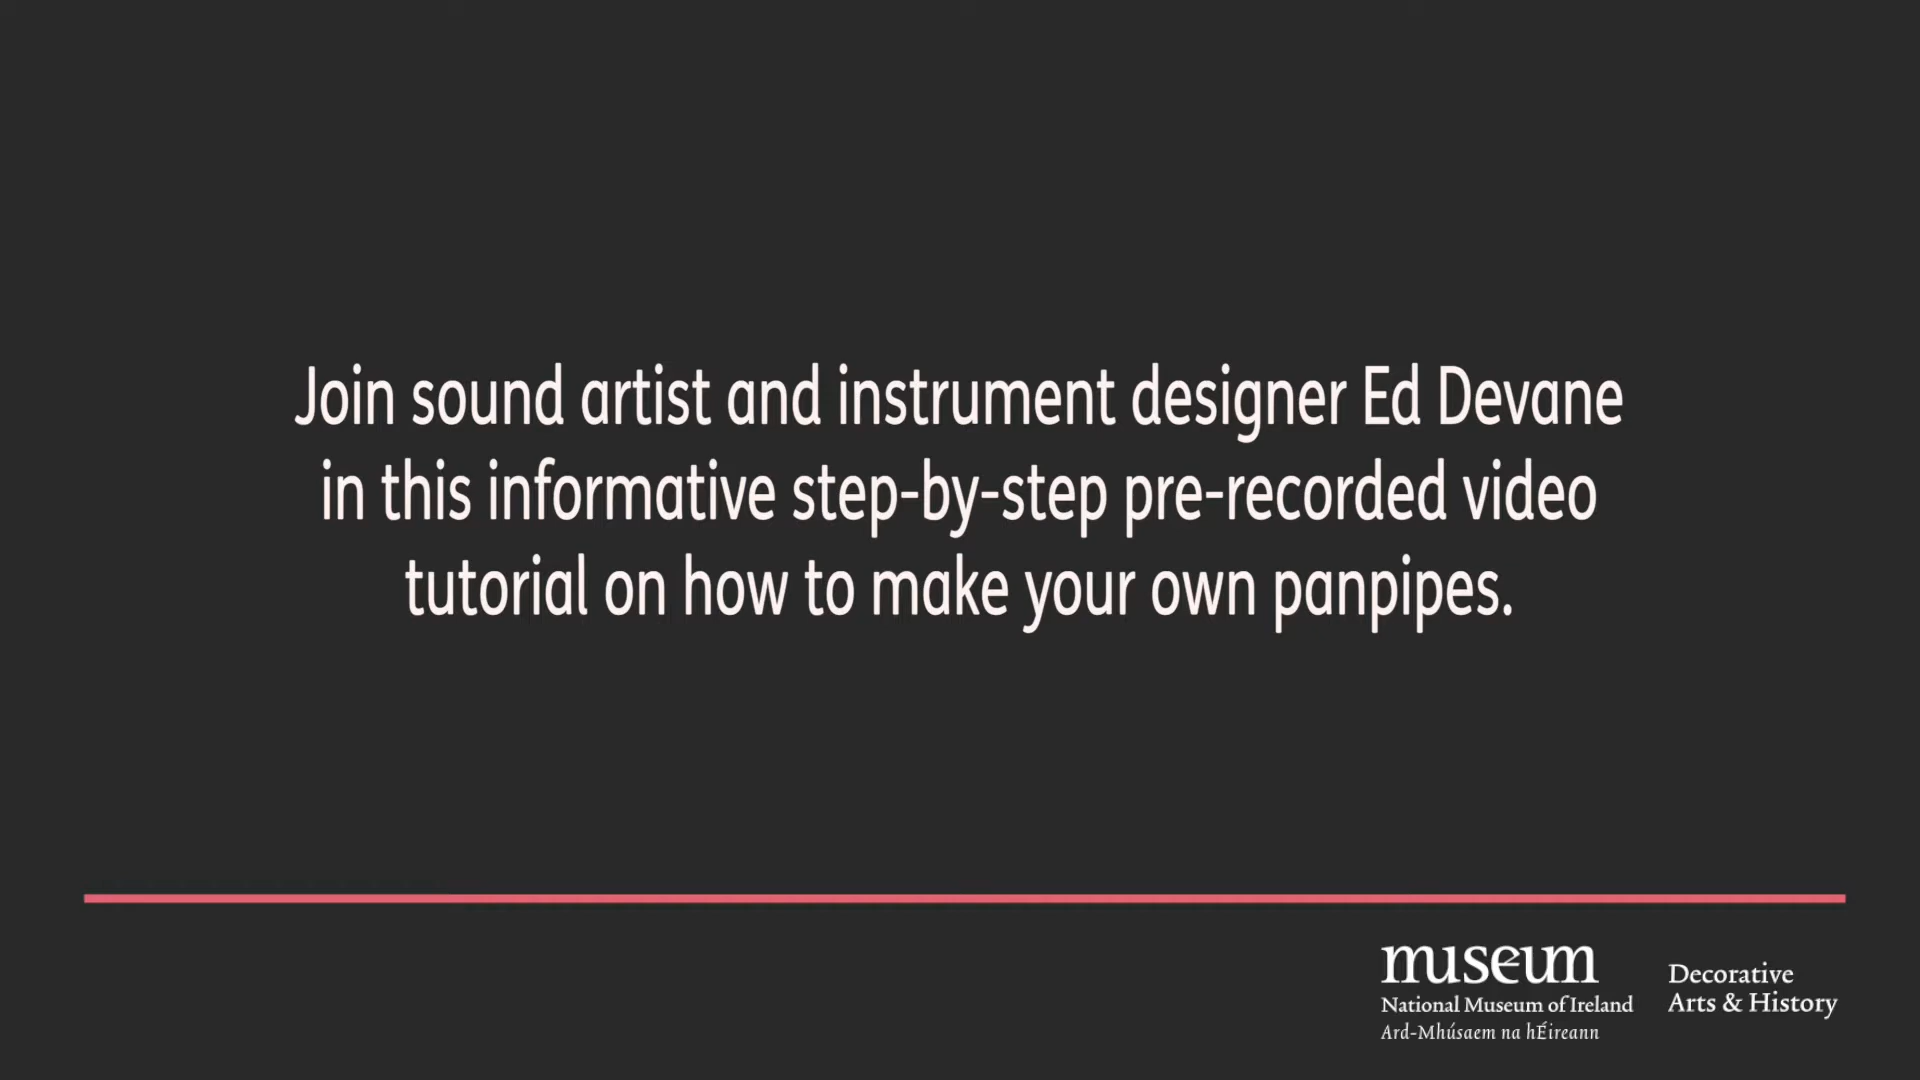 Join sound artist and instrument designer Ed Devane
in this informative step-by-step pre-recorded video
tutorial on how to make your own panpipes.
museum
National Museum of Ireland
Ard-Mhúsaem na hÉireann
Decorative
Arts & History